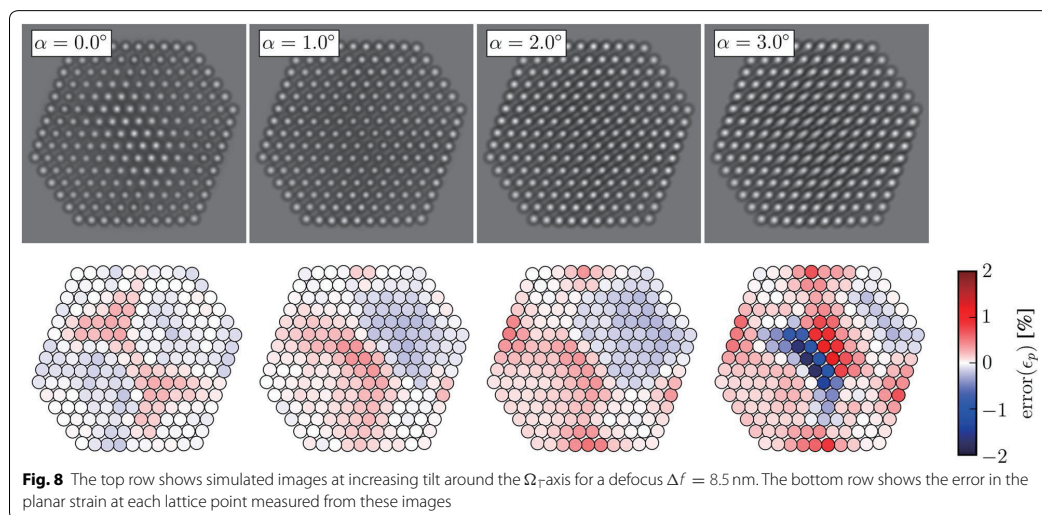 α = 0.0°
α = 1.0°
α = 2.0°
α = 3.0°
2
1
0
−1
−2
error(ϵp) [%]
Fig. 8 The top row shows simulated images at increasing tilt around the ΩT axis for a defocus Δf = 8.5 nm. The bottom row shows the error in the
planar strain at each lattice point measured from these images